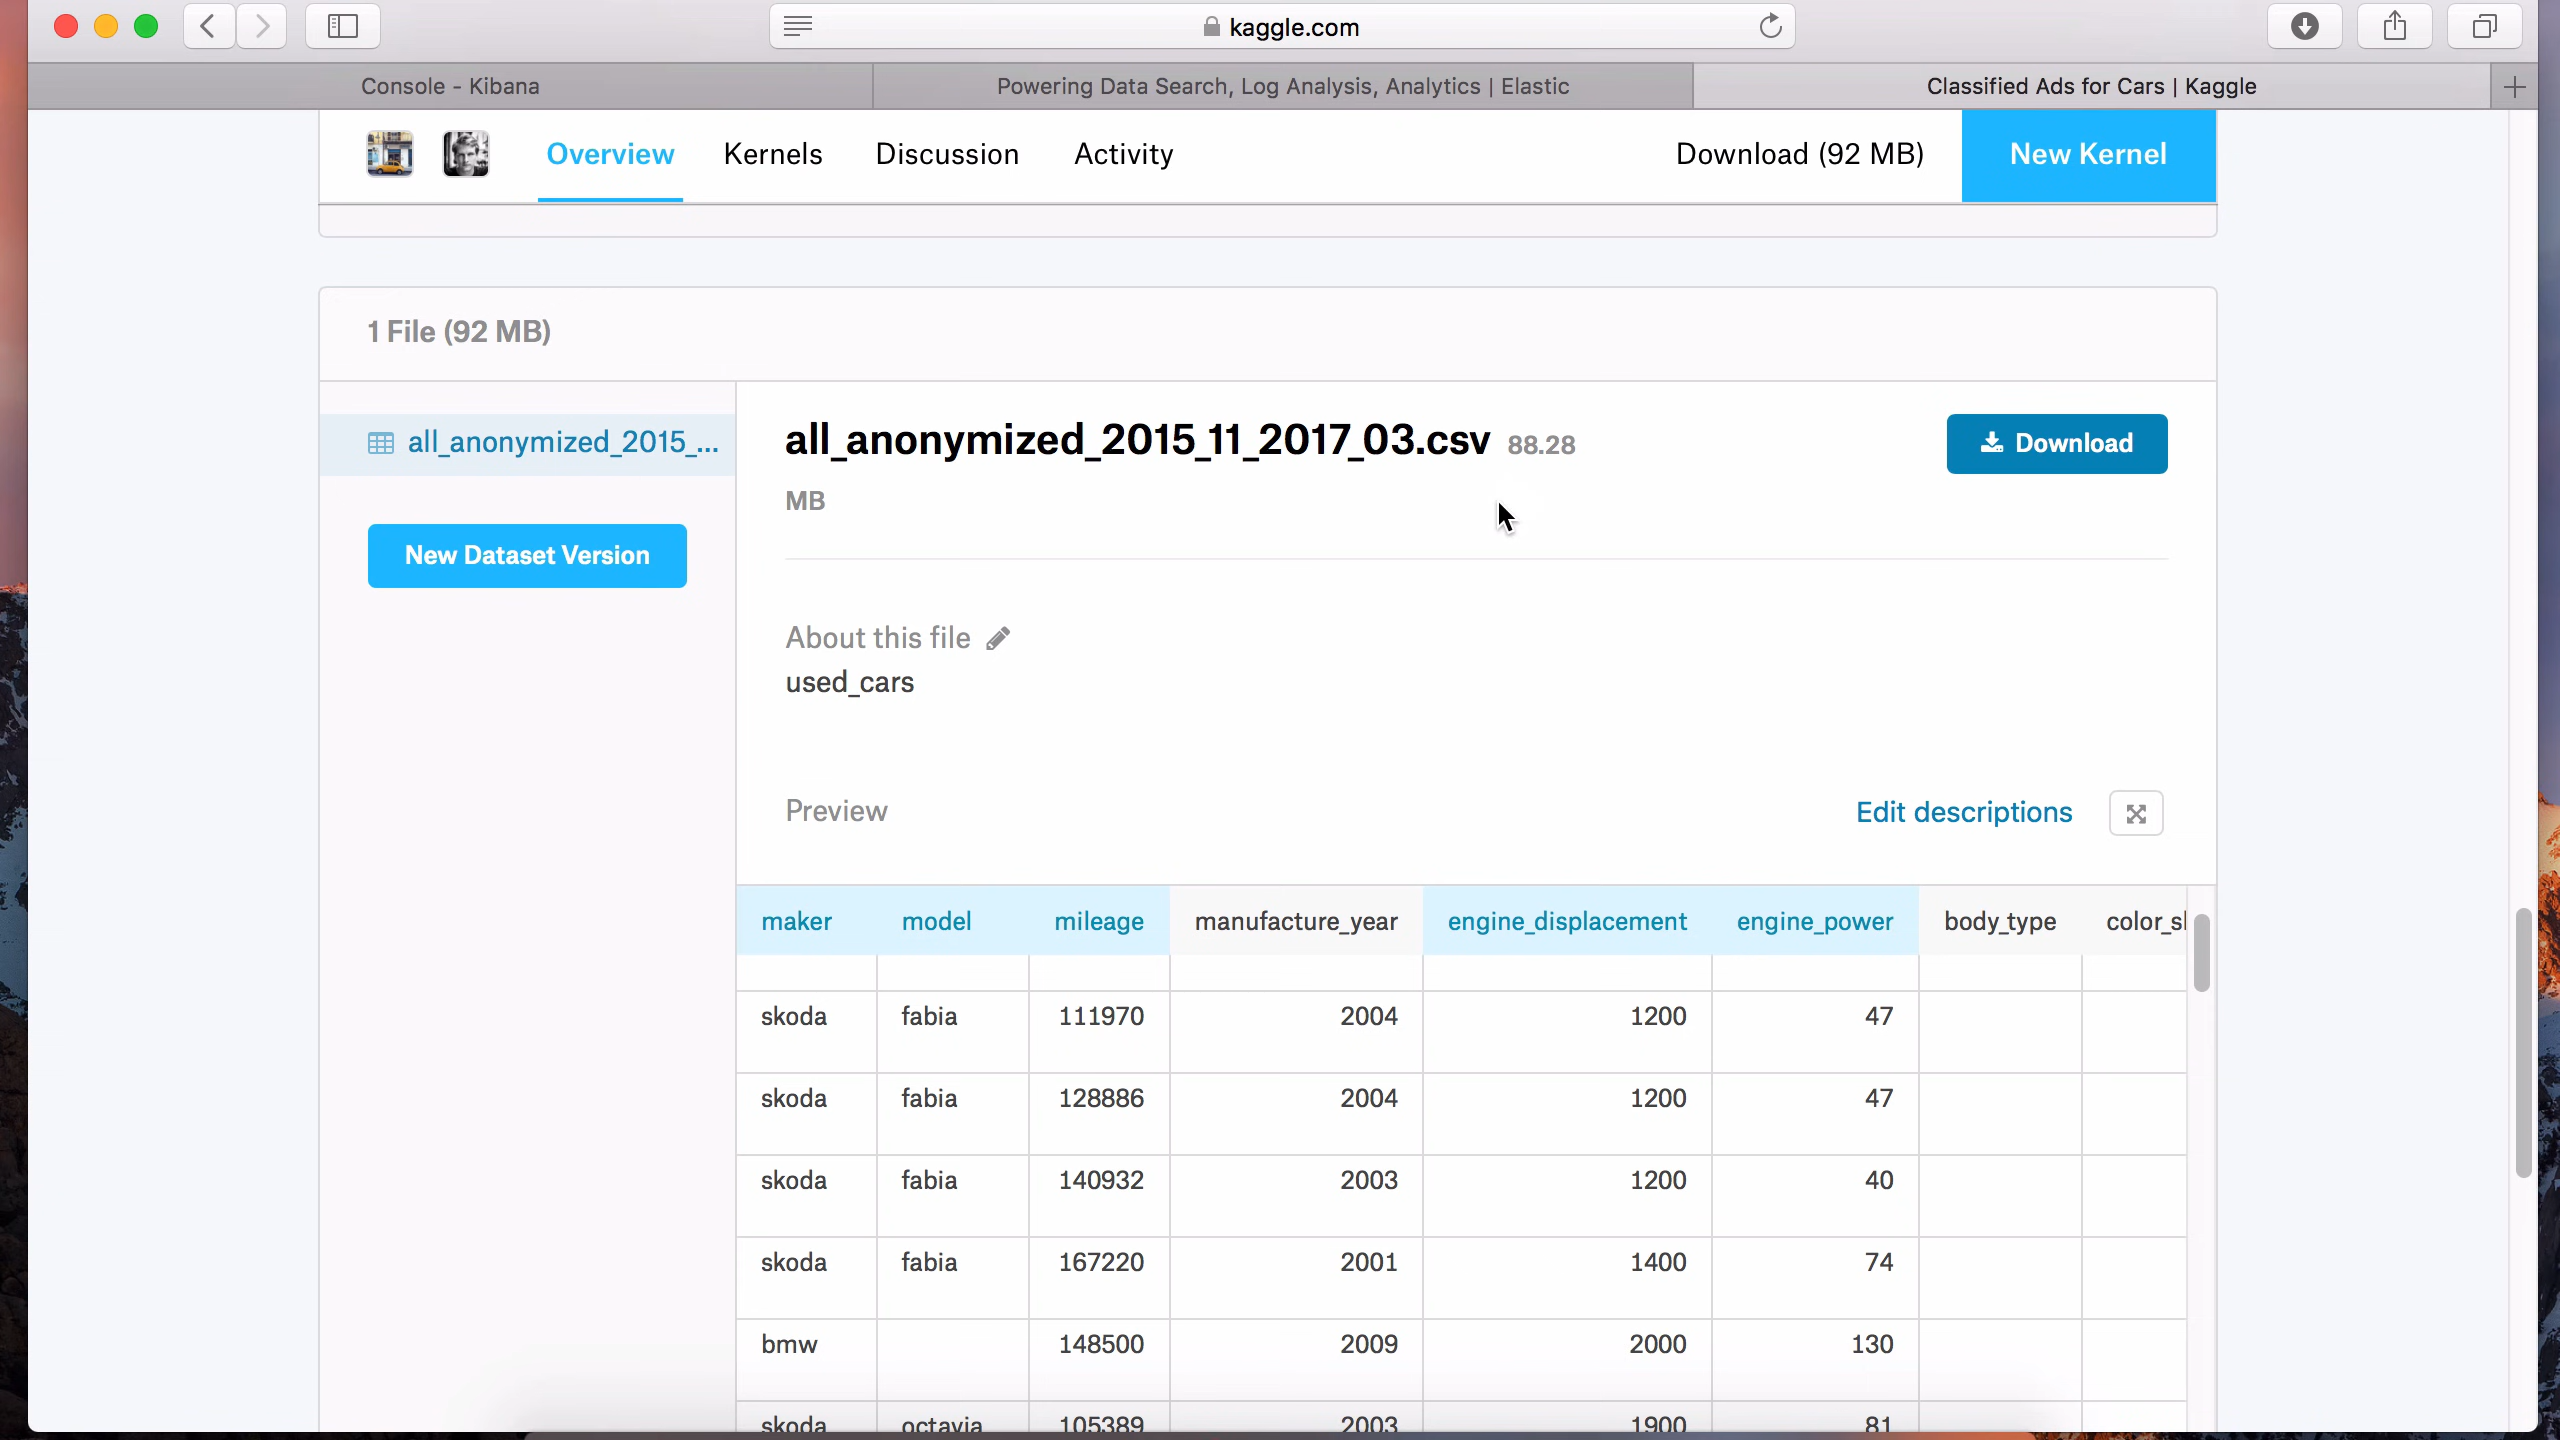 kaggle.com
Console - Kibana
Powering Data Search, Log Analysis, Analytics | Elastic
Classified Ads for Cars | Kaggle
Overview Kernels Discussion Activity Download (92 MB) New Kernel
1 File (92 MB)
all_anonymized_2015_...
New Dataset Version
all_anonymized_2015_11_2017_03.csv 88.28
MB
Download
About this file
used_cars
Preview
Edit descriptions
maker model mileage manufacture_year engine_displacement engine_power body_type color_sl
skoda fabia 111970 2004 1200 47
skoda fabia 128886 2004 1200 47
skoda fabia 140932 2003 1200 40
skoda fabia 167220 2001 1400 74
bmw 148500 2009 2000 130
skoda octavia 105389 2003 1900 81